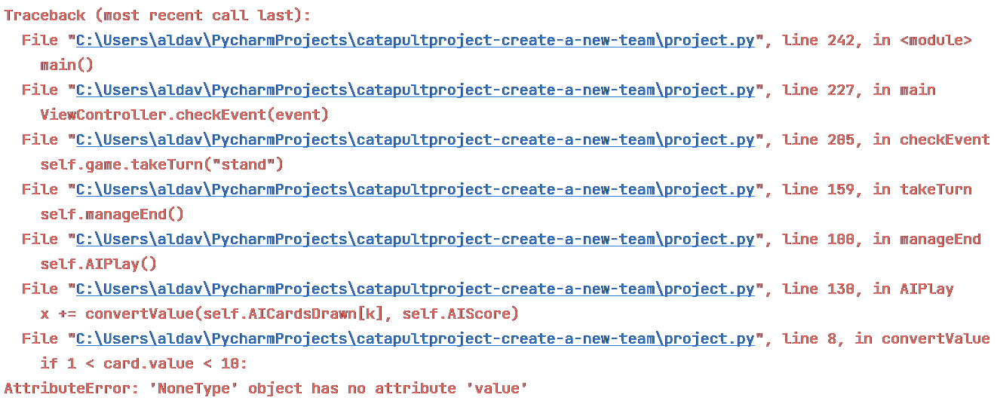 Traceback (most recent call last):
File "C:\Users\aldav\PycharmProjects\catapultproject-create-a-new-team\project.py", line 242, in <module>
main()
File "C:\Users\aldav\PycharmProjects\catapultproject-create-a-new-team\project.py", line 227, in main
ViewController.checkEvent(event)
File "C:\Users\aldav\PycharmProjects\catapultproject-create-a-new-team\project.py", line 205, in checkEvent
self.game.takeTurn("stand")
File "C:\Users\aldav\PycharmProjects\catapultproject-create-a-new-team\project.py", line 159, in takeTurn
self.manageEnd()
File "C:\Users\aldav\PycharmProjects\catapultproject-create-a-new-team\project.py", line 100, in manageEnd
self.AIPlay()
File "C:\Users\aldav\PycharmProjects\catapultproject-create-a-new-team\project.py", line 130, in AIPlay
x += convertValue(self.AICardsDrawn[k], self.AIScore)
File "C:\Users\aldav\PycharmProjects\catapultproject-create-a-new-team\project.py", line 8, in convertValue
if 1 < card.value < 10:
AttributeError: 'NoneType' object has no attribute 'value'